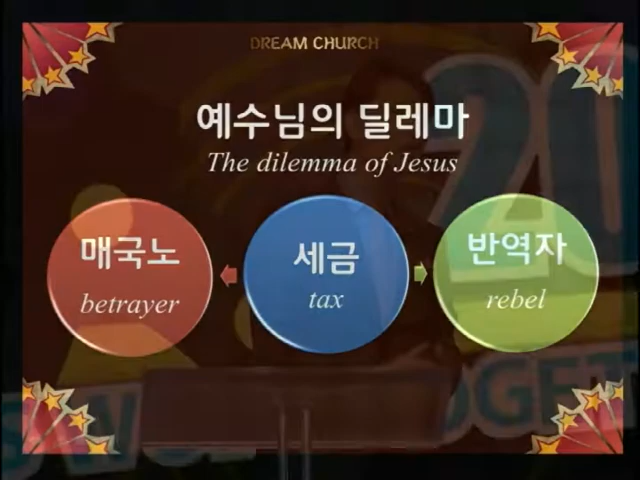 DREAM CHURCH
예수님의 딜레마
The dilemma of Jesus
매국노
betrayer
세금
tax
반역자
rebel